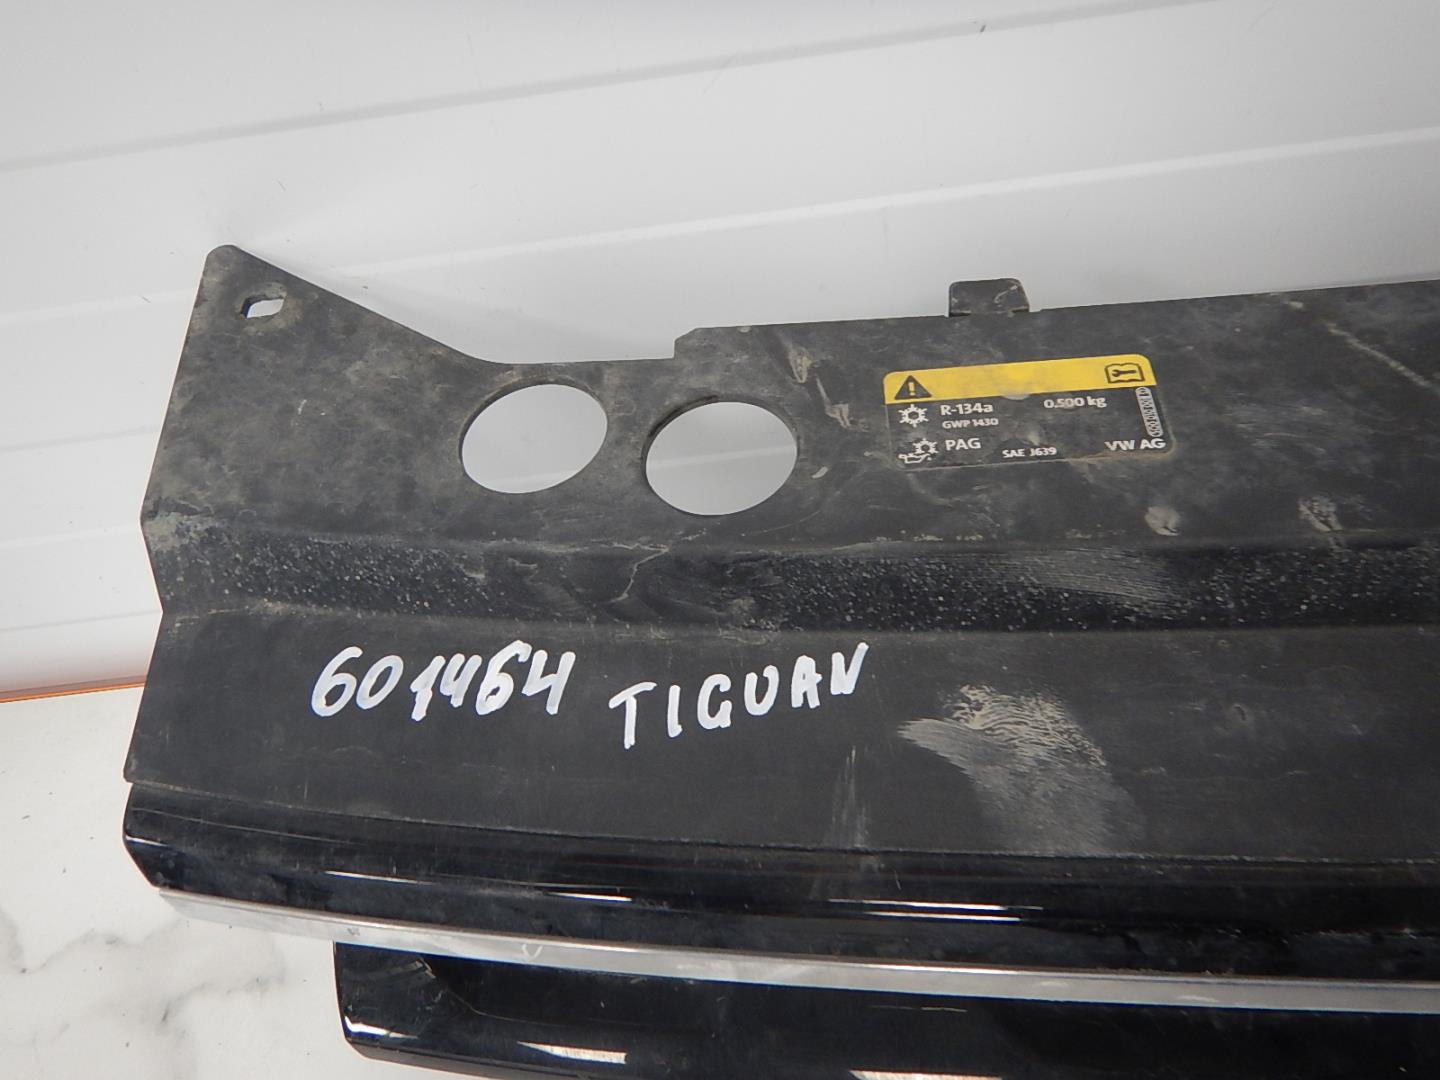 R-134a 0.500 kg
GWP 1430
PAG SAE J639 VW AG
601464 TIGUAN